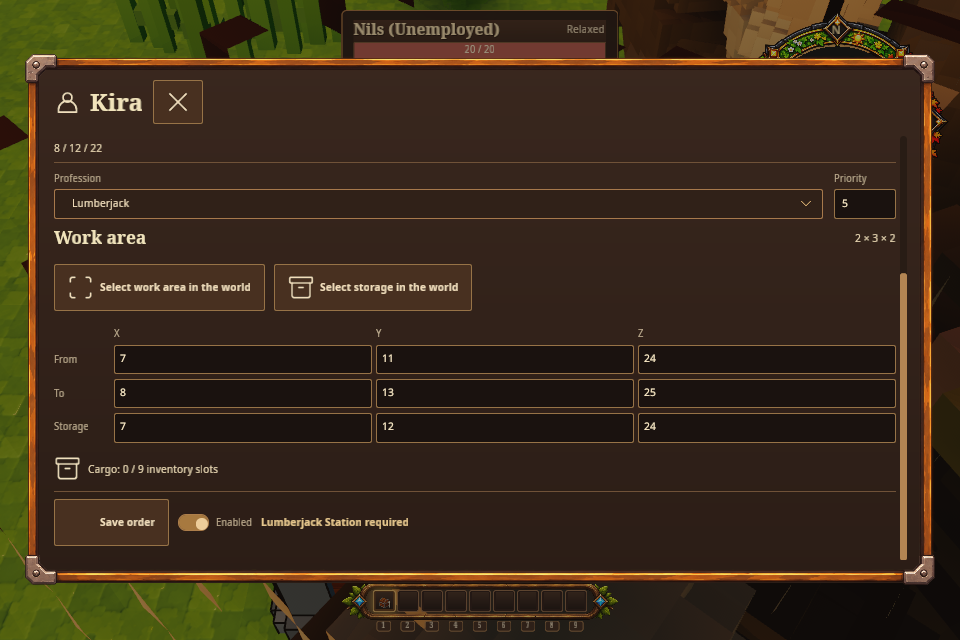 Nils (Unemployed) Relaxed
20 / 20
N
Kira
8 / 12 / 22
Profession Priority
Lumberjack 5
Work area 2 × 3 × 2
Select work area in the world Select storage in the world
X Y Z
From 7 11 24
To 8 13 25
Storage 7 12 24
Cargo: 0 / 9 inventory slots
Save order Enabled Lumberjack Station required
1
1 2 3 4 5 6 7 8 9